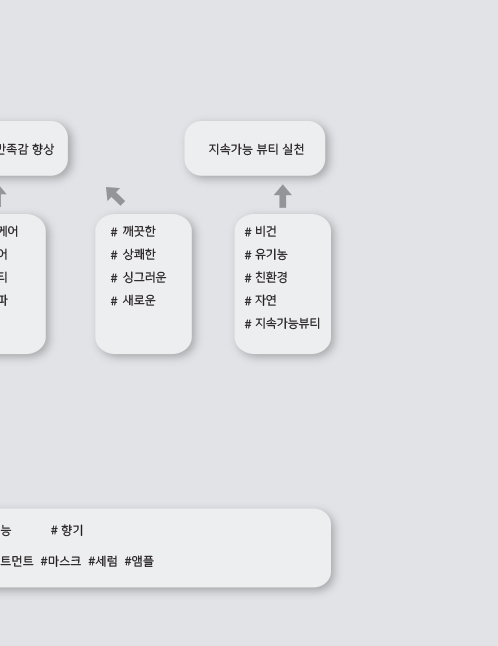 만족감 향상
지속가능 뷰티 실천
케어
어
티
파
# 깨끗한
# 상쾌한
# 싱그러운
# 새로운
# 비건
# 유기농
# 친환경
# 자연
# 지속가능뷰티
능 # 향기
트먼트 #마스크 #세럼 #앰플